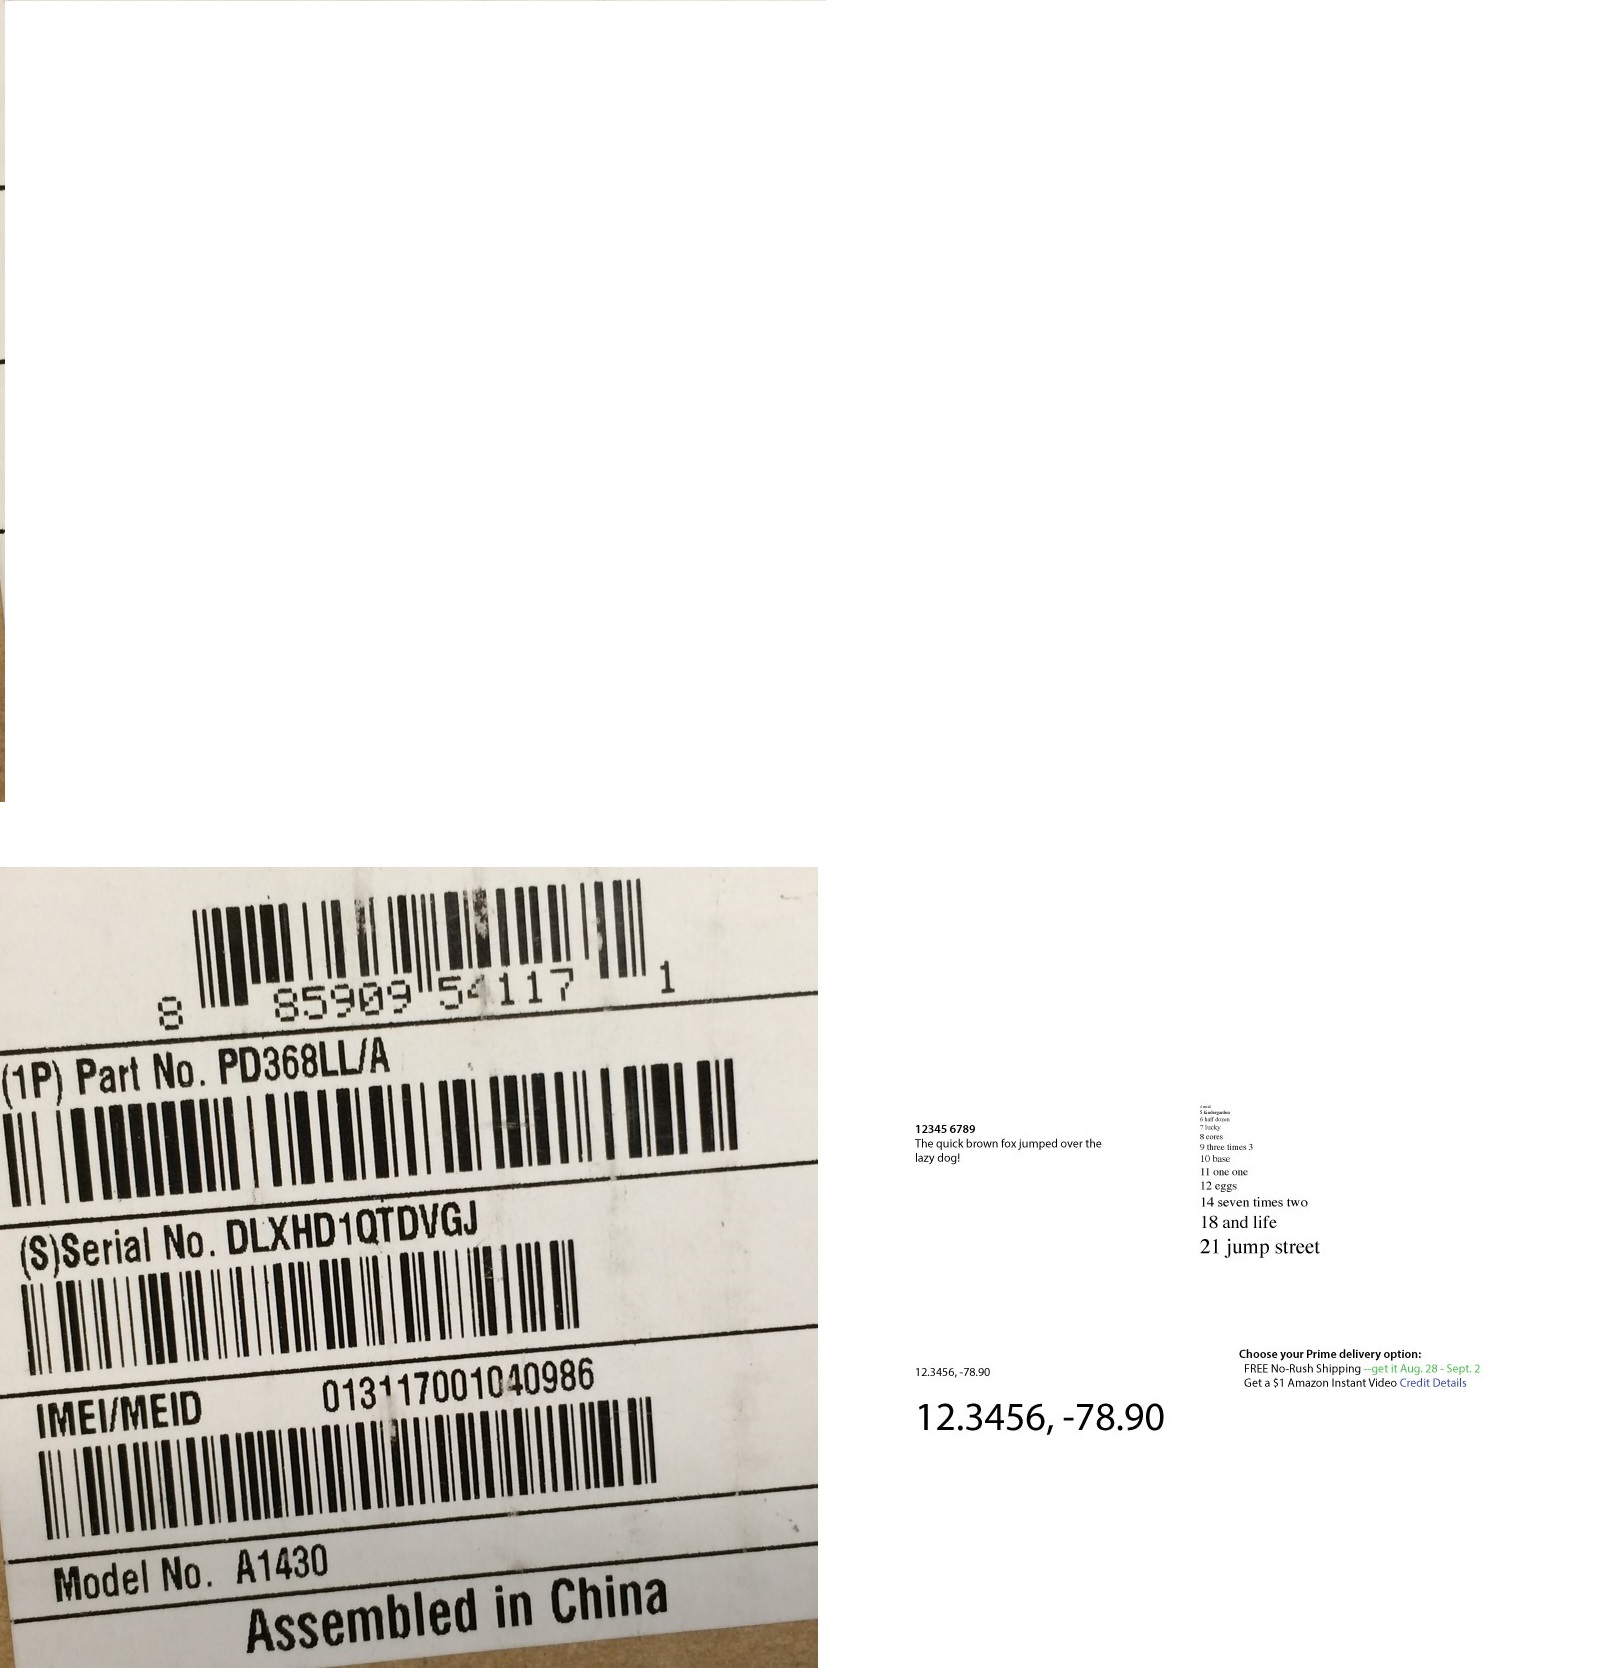 8 85909 54117 1
(1P) Part No. PD368LL/A
(S)Serial No. DLXHD1QTDVGJ
IMEI/MEID 013117001040986
Model No. A1430
Assembled in China
12345 6789
The quick brown fox jumped over the
lazy dog!
12.3456, -78.90
12.3456, -78.90
6 half dozen
7 lucky
8 cores
9 three times 3
10 base
11 one one
12 eggs
14 seven times two
18 and life
21 jump street
Choose your Prime delivery option:
FREE No-Rush Shipping --get it Aug. 28 - Sept. 2
Get a $1 Amazon Instant Video Credit Details